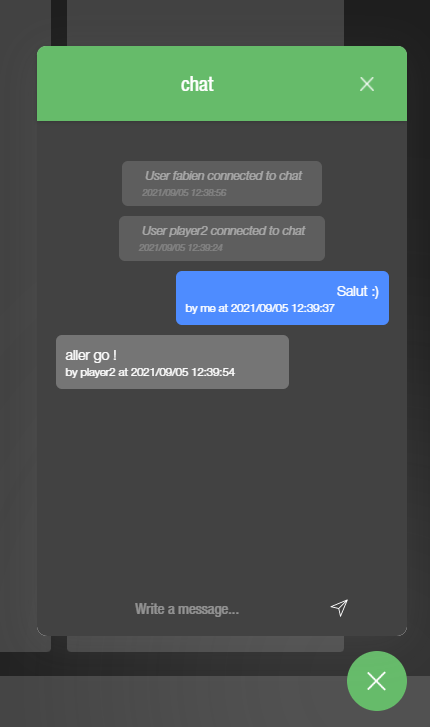 chat
User fabien connected to chat
2021/09/05 12:38:56
User player2 connected to chat
2021/09/05 12:39:24
Salut :)
by me at 2021/09/05 12:39:37
aller go !
by player2 at 2021/09/05 12:39:54
Write a message...